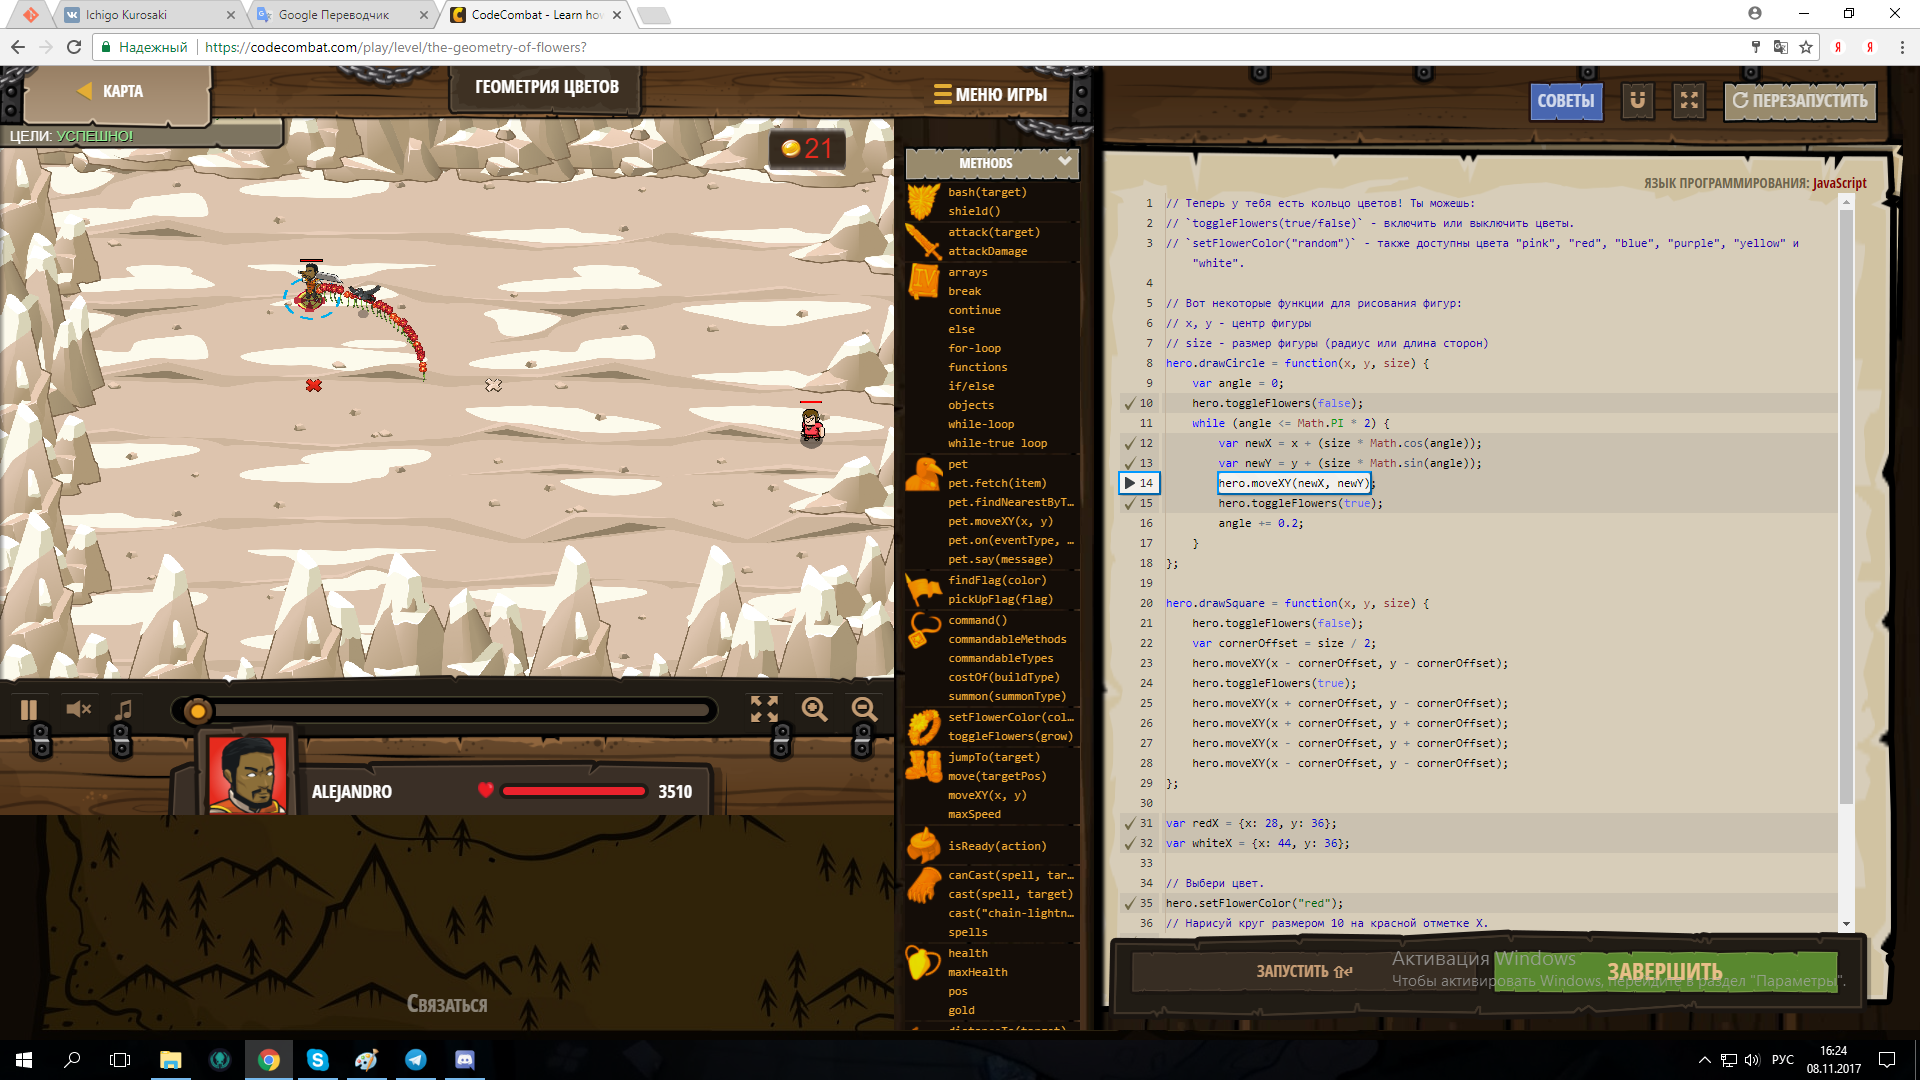 Ichigo Kurosaki
Google Переводчик
CodeCombat - Learn ho
Надежный
https://codecombat.com/play/level/the-geometry-of-flowers?
КАРТА
ГЕОМЕТРИЯ ЦВЕТОВ
МЕНЮ ИГРЫ
ЦЕЛИ: УСПЕШНО!
21
СОВЕТЫ
ПЕРЕЗАПУСТИТЬ
METHODS
bash(target)
shield()
attack(target)
attackDamage
arrays
break
continue
else
for-loop
functions
if/else
objects
while-loop
while-true loop
pet
pet.fetch(item)
pet.findNearestByT…
pet.moveXY(x, y)
pet.on(eventType, …
pet.say(message)
findFlag(color)
pickUpFlag(flag)
command()
commandableMethods
commandableTypes
costOf(buildType)
summon(summonType)
setFlowerColor(col…
toggleFlowers(grow)
jumpTo(target)
move(targetPos)
moveXY(x, y)
maxSpeed
isReady(action)
canCast(spell, tar…
cast(spell, target)
cast("chain-lightn…
spells
health
maxHealth
pos
gold
distanceTo(target)
ЯЗЫК ПРОГРАММИРОВАНИЯ: JavaScript
1 // Теперь у тебя есть кольцо цветов! Ты можешь:
2 // `toggleFlowers(true/false)` - включить или выключить цветы.
3 // `setFlowerColor("random")` - также доступны цвета "pink", "red", "blue", "purple", "yellow" и
"white".
4
5 // Вот некоторые функции для рисования фигур:
6 // x, y - центр фигуры
7 // size - размер фигуры (радиус или длина сторон)
8 hero.drawCircle = function(x, y, size) {
9 var angle = 0;
10 hero.toggleFlowers(false);
11 while (angle <= Math.PI * 2) {
12 var newX = x + (size * Math.cos(angle));
13 var newY = y + (size * Math.sin(angle));
14 hero.moveXY(newX, newY);
15 hero.toggleFlowers(true);
16 angle += 0.2;
17 }
18 };
19
20 hero.drawSquare = function(x, y, size) {
21 hero.toggleFlowers(false);
22 var cornerOffset = size / 2;
23 hero.moveXY(x - cornerOffset, y - cornerOffset);
24 hero.toggleFlowers(true);
25 hero.moveXY(x + cornerOffset, y - cornerOffset);
26 hero.moveXY(x + cornerOffset, y + cornerOffset);
27 hero.moveXY(x - cornerOffset, y + cornerOffset);
28 hero.moveXY(x - cornerOffset, y - cornerOffset);
29 };
30
31 var redX = {x: 28, y: 36};
32 var whiteX = {x: 44, y: 36};
33
34 // Выбери цвет.
35 hero.setFlowerColor("red");
36 // Нарисуй круг размером 10 на красной отметке X.
ALEJANDRO
3510
Связаться
ЗАПУСТИТЬ
ЗАВЕРШИТЬ
Активация Windows
Чтобы активировать Windows, перейдите в раздел "Параметры".
РУС
16:24
08.11.2017